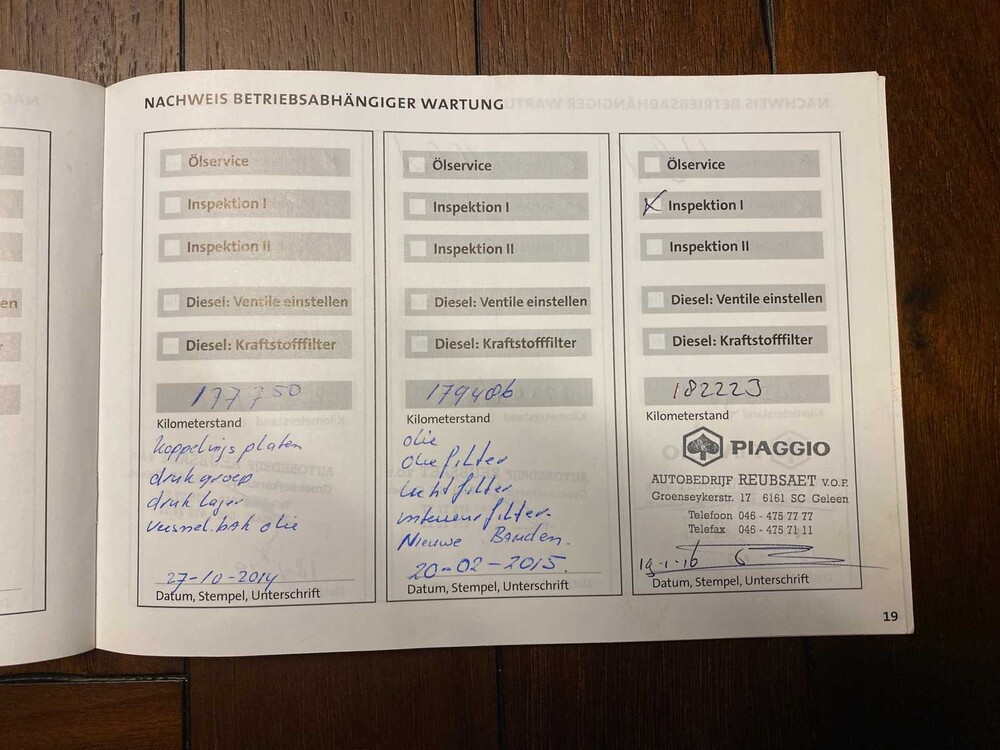 NACHWEIS BETRIEBSABHÄNGIGER WARTUNG
Ölservice
Inspektion I
Inspektion II
Diesel: Ventile einstellen
Diesel: Kraftstofffilter
177750
Kilometerstand
koppelings platen
drukgroep
druk lager
versnel.bak olie
27-10-2014
Datum, Stempel, Unterschrift
Ölservice
Inspektion I
Inspektion II
Diesel: Ventile einstellen
Diesel: Kraftstofffilter
179406
Kilometerstand
olie
oliefilter
luchtfilter
interieurfilter.
Nieuwe Banden.
20-02-2015.
Datum, Stempel, Unterschrift
Ölservice
Inspektion I
Inspektion II
Diesel: Ventile einstellen
Diesel: Kraftstofffilter
182223
Kilometerstand
PIAGGIO
AUTOBEDRIJF REUBSAET V.O.F.
Groenseykerstr. 17 6161 SC Geleen
Telefoon 046 - 475 77 77
Telefax 046 - 475 71 11
19-1-16
Datum, Stempel, Unterschrift
19
en